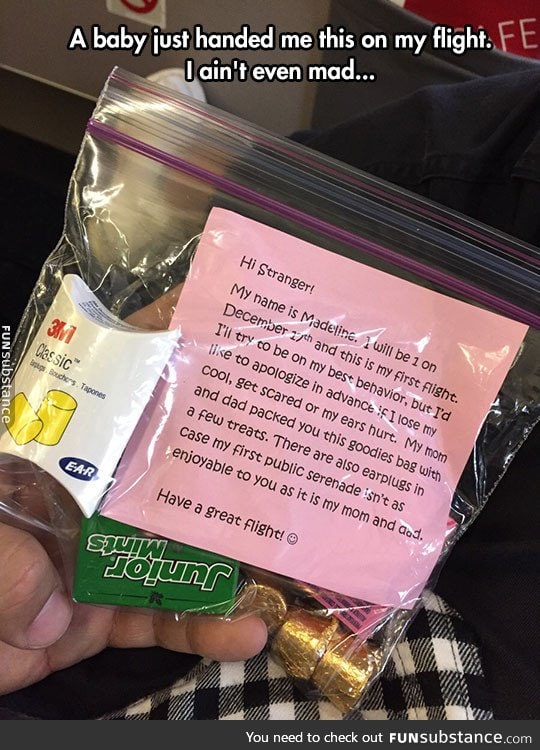 A baby just handed me this on my flight.
I ain't even mad...
FE
Hi Stranger!
My name is Madeline. I will be 1 on
December and this is my first flight.
I'll try to be on my best behavior, but I'd
like to apologize in advance if I lose my
cool, get scared or my ears hurt. My mom
and dad packed you this goodies bag with
a few treats. There are also earplugs in
case my first public serenade isn't as
enjoyable to you as it is my mom and dad.
Have a great flight! ☺
3M
Classic™
Earplugs Bouchons Tapones
E-A-R
Junior
Mints
FUNSubstance
You need to check out FUNSubstance.com